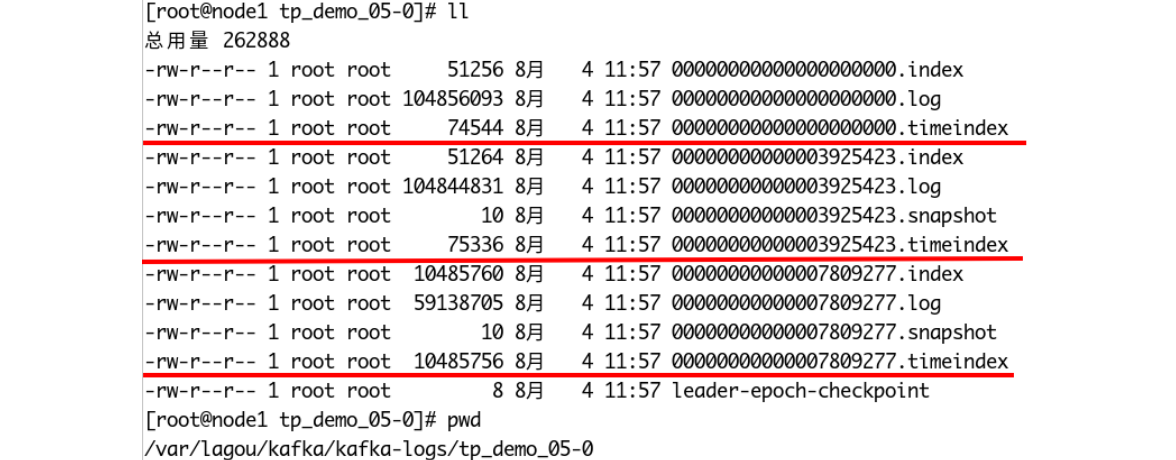 [root@node1 tp_demo_05-0]# ll
总用量 262888
-rw-r--r-- 1 root root 51256 8月 4 11:57 00000000000000000000.index
-rw-r--r-- 1 root root 104856093 8月 4 11:57 00000000000000000000.log
-rw-r--r-- 1 root root 74544 8月 4 11:57 00000000000000000000.timeindex
-rw-r--r-- 1 root root 51264 8月 4 11:57 00000000000003925423.index
-rw-r--r-- 1 root root 104844831 8月 4 11:57 00000000000003925423.log
-rw-r--r-- 1 root root 10 8月 4 11:57 00000000000003925423.snapshot
-rw-r--r-- 1 root root 75336 8月 4 11:57 00000000000003925423.timeindex
-rw-r--r-- 1 root root 10485760 8月 4 11:57 00000000000007809277.index
-rw-r--r-- 1 root root 59138705 8月 4 11:57 00000000000007809277.log
-rw-r--r-- 1 root root 10 8月 4 11:57 00000000000007809277.snapshot
-rw-r--r-- 1 root root 10485756 8月 4 11:57 00000000000007809277.timeindex
-rw-r--r-- 1 root root 8 8月 4 11:57 leader-epoch-checkpoint
[root@node1 tp_demo_05-0]# pwd
/var/lagou/kafka/kafka-logs/tp_demo_05-0